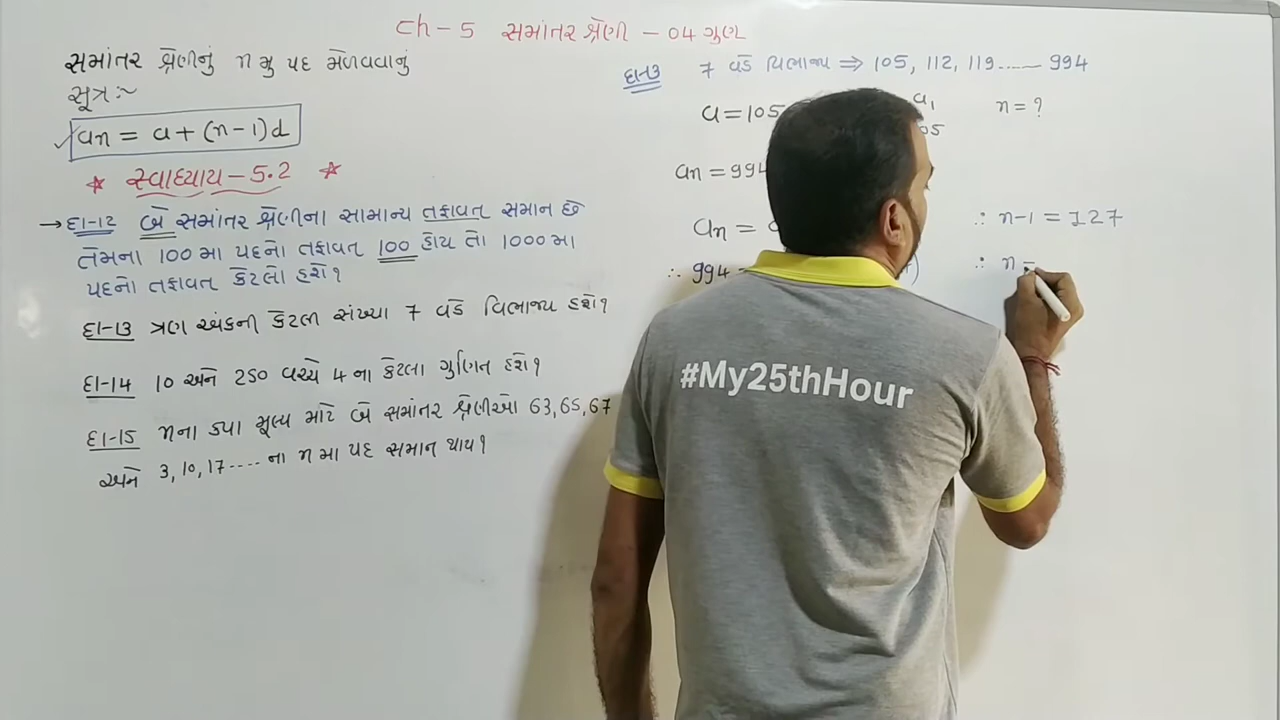 Ch-5 સમાંતર શ્રેણી - 04 ગુણ
સમાંતર શ્રેણીનું n મુ પદ મેળવવાનું
સૂત્ર:~
an = a + (n-1)d
* સ્વાધ્યાય - 5.2 *
→ દા-12 બે સમાંતર શ્રેણીના સામાન્ય તફાવત સમાન છે
તેમના 100 મા પદનો તફાવત 100 હોય તો 1000 મા
પદનો તફાવત કેટલો હશે?
દા-13 ત્રણ અંકની કેટલી સંખ્યા 7 વડે વિભાજ્ય હશે?
દા-14 10 અને 250 વચ્ચે 4 ના કેટલા ગુણિત હશે?
દા-15 nના કયા મૂલ્ય માટે બે સમાંતર શ્રેણીઓ 63, 65, 67
અને 3, 10, 17.... ના n મા પદ સમાન થાય?
દા-13 7 વડે વિભાજ્ય ⇒ 105, 112, 119...... 994
a = 105 a1 n = ?
05
an = 994
an =
∴ n-1 = 127
∴ 994
∴ n =
#My25thHour